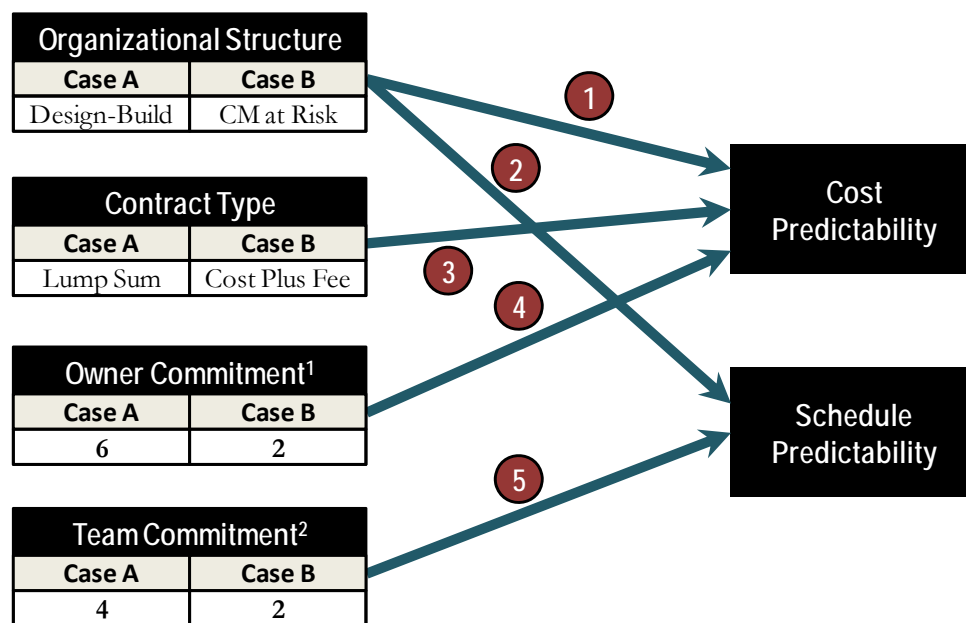 Organizational Structure
Case A Case B
Design-Build CM at Risk
1
2
Cost
Predictability
Contract Type
Case A Case B
Lump Sum Cost Plus Fee
3
4
Owner Commitment¹
Case A Case B
6 2
Schedule
Predictability
5
Team Commitment²
Case A Case B
4 2